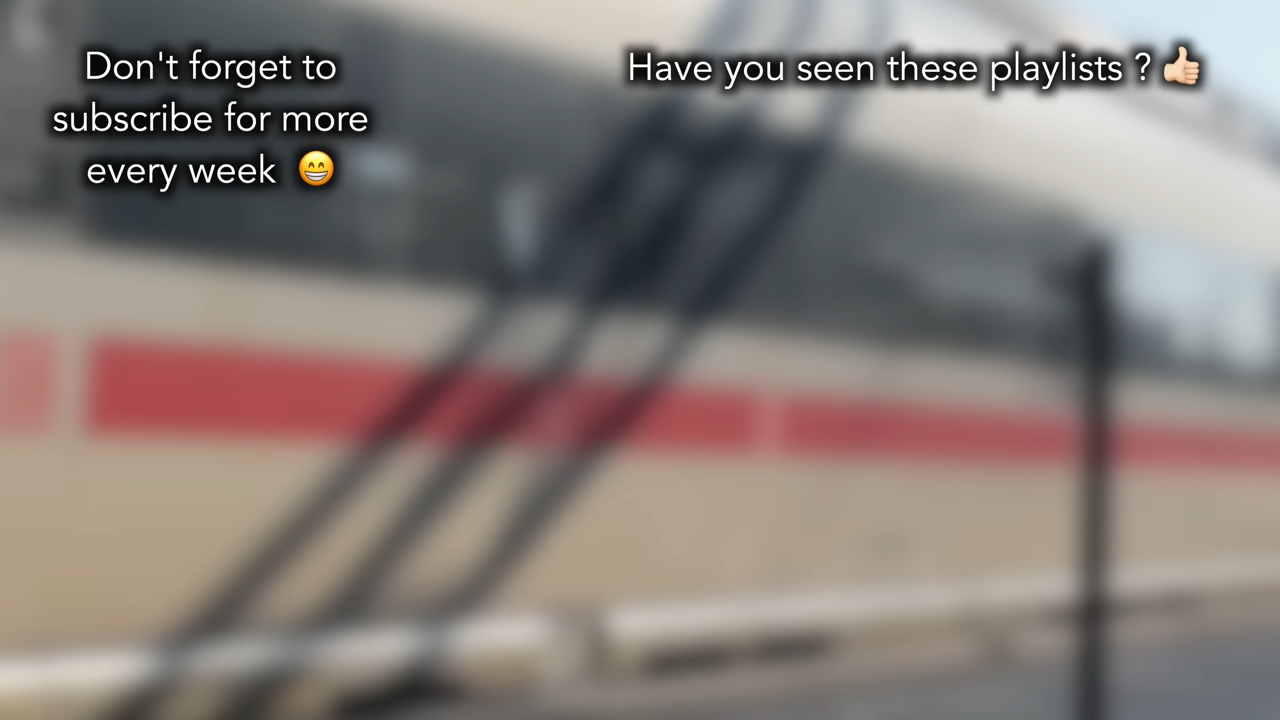 Don't forget to
subscribe for more
every week 😁
Have you seen these playlists ? 👍🏻